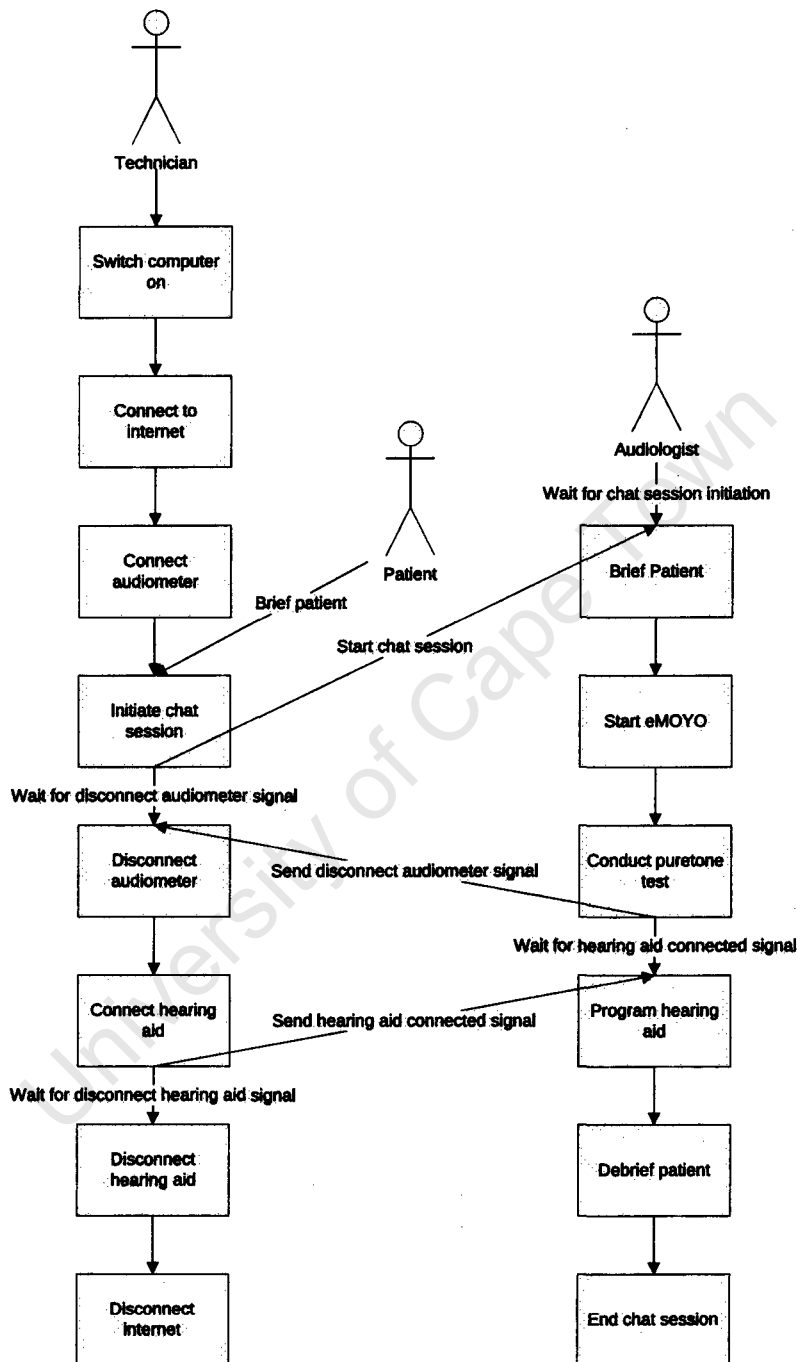 Technician
Switch computer
on
Connect to
internet
Audiologist
Wait for chat session initiation
Connect
audiometer
Patient
Brief Patient
Brief patient
Start chat session
Initiate chat
session
Start eMOYO
Wait for disconnect audiometer signal
Disconnect
audiometer
Send disconnect audiometer signal
Conduct puretone
test
Wait for hearing aid connected signal
Connect hearing
aid
Send hearing aid connected signal
Program hearing
aid
Wait for disconnect hearing aid signal
Disconnect
hearing aid
Debrief patient
Disconnect
internet
End chat session
University of Cape Town